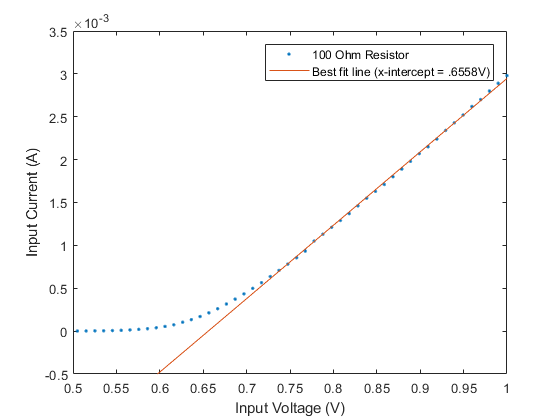 ×10⁻³
3.5
3
2.5
2
1.5
1
0.5
0
-0.5
Input Current (A)
100 Ohm Resistor
Best fit line (x-intercept = .6558V)
0.5 0.55 0.6 0.65 0.7 0.75 0.8 0.85 0.9 0.95 1
Input Voltage (V)